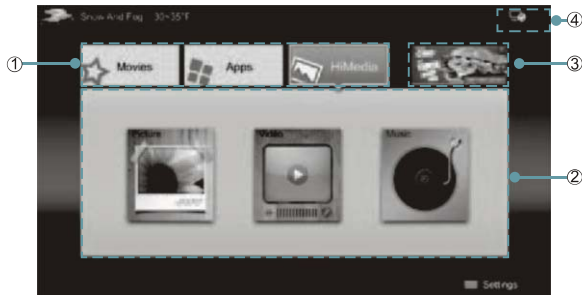 Snow And Fog 30~35°F
④
① Movies Apps HiMedia ③
Picture Video Music
②
Settings